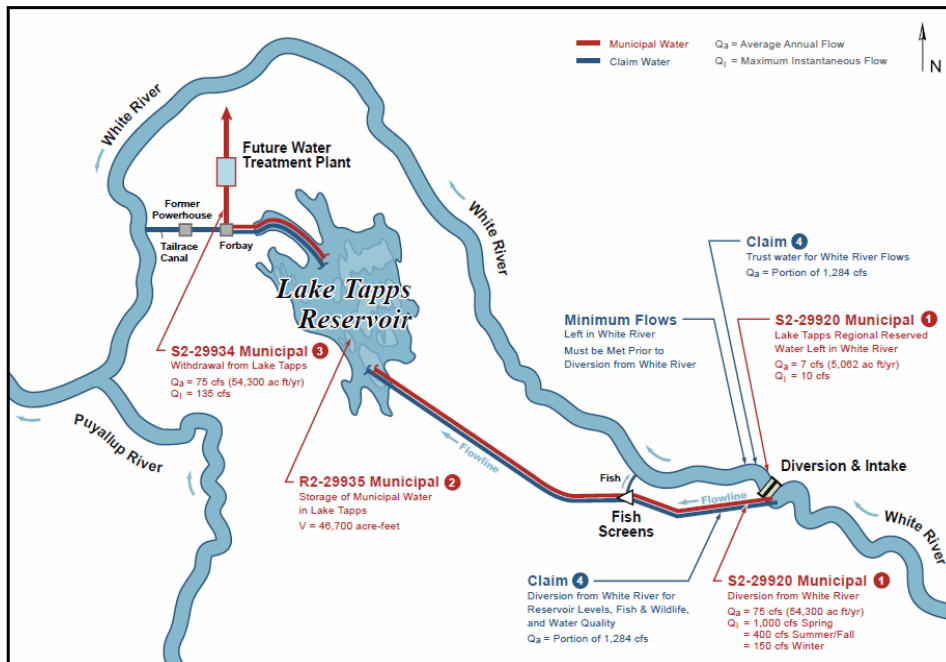 Municipal Water
Claim Water
Qa = Average Annual Flow
QI = Maximum Instantaneous Flow
N
White River
Future Water
Treatment Plant
Former
Powerhouse
Tailrace
Canal
Forbay
White River
Lake Tapps
Reservoir
Claim 4
Trust water for White River Flows
Qa = Portion of 1,284 cfs
Minimum Flows
Left in White River
Must be Met Prior to
Diversion from White River
S2-29920 Municipal 1
Lake Tapps Regional Reserved
Water Left in White River
Qa = 7 cfs (5,062 ac ft/yr)
QI = 10 cfs
S2-29934 Municipal 3
Withdrawal from Lake Tapps
Qa = 75 cfs (54,300 ac ft/yr)
QI = 135 cfs
Puyallup River
Flowline
R2-29935 Municipal 2
Storage of Municipal Water
in Lake Tapps
V = 46,700 acre-feet
Fish
Fish
Screens
Flowline
Diversion & Intake
White River
Claim 4
Diversion from White River for
Reservoir Levels, Fish & Wildlife,
and Water Quality
Qa = Portion of 1,284 cfs
S2-29920 Municipal 1
Diversion from White River
Qa = 75 cfs (54,300 ac ft/yr)
QI = 1,000 cfs Spring
= 400 cfs Summer/Fall
= 150 cfs Winter